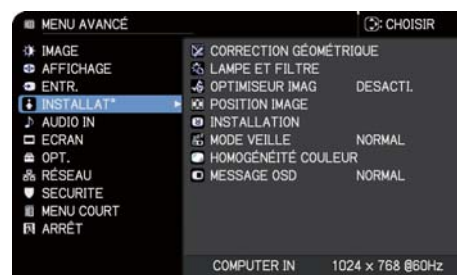 MENU AVANCÉ : CHOISIR
IMAGE
AFFICHAGE
ENTR.
INSTALLATº
AUDIO IN
ECRAN
OPT.
RÉSEAU
SECURITE
MENU COURT
ARRÊT
CORRECTION GÉOMÉTRIQUE
LAMPE ET FILTRE
OPTIMISEUR IMAG DESACTI.
POSITION IMAGE
INSTALLATION
MODE VEILLE NORMAL
HOMOGÉNÉITÉ COULEUR
MESSAGE OSD NORMAL
COMPUTER IN 1024 x 768 @60Hz